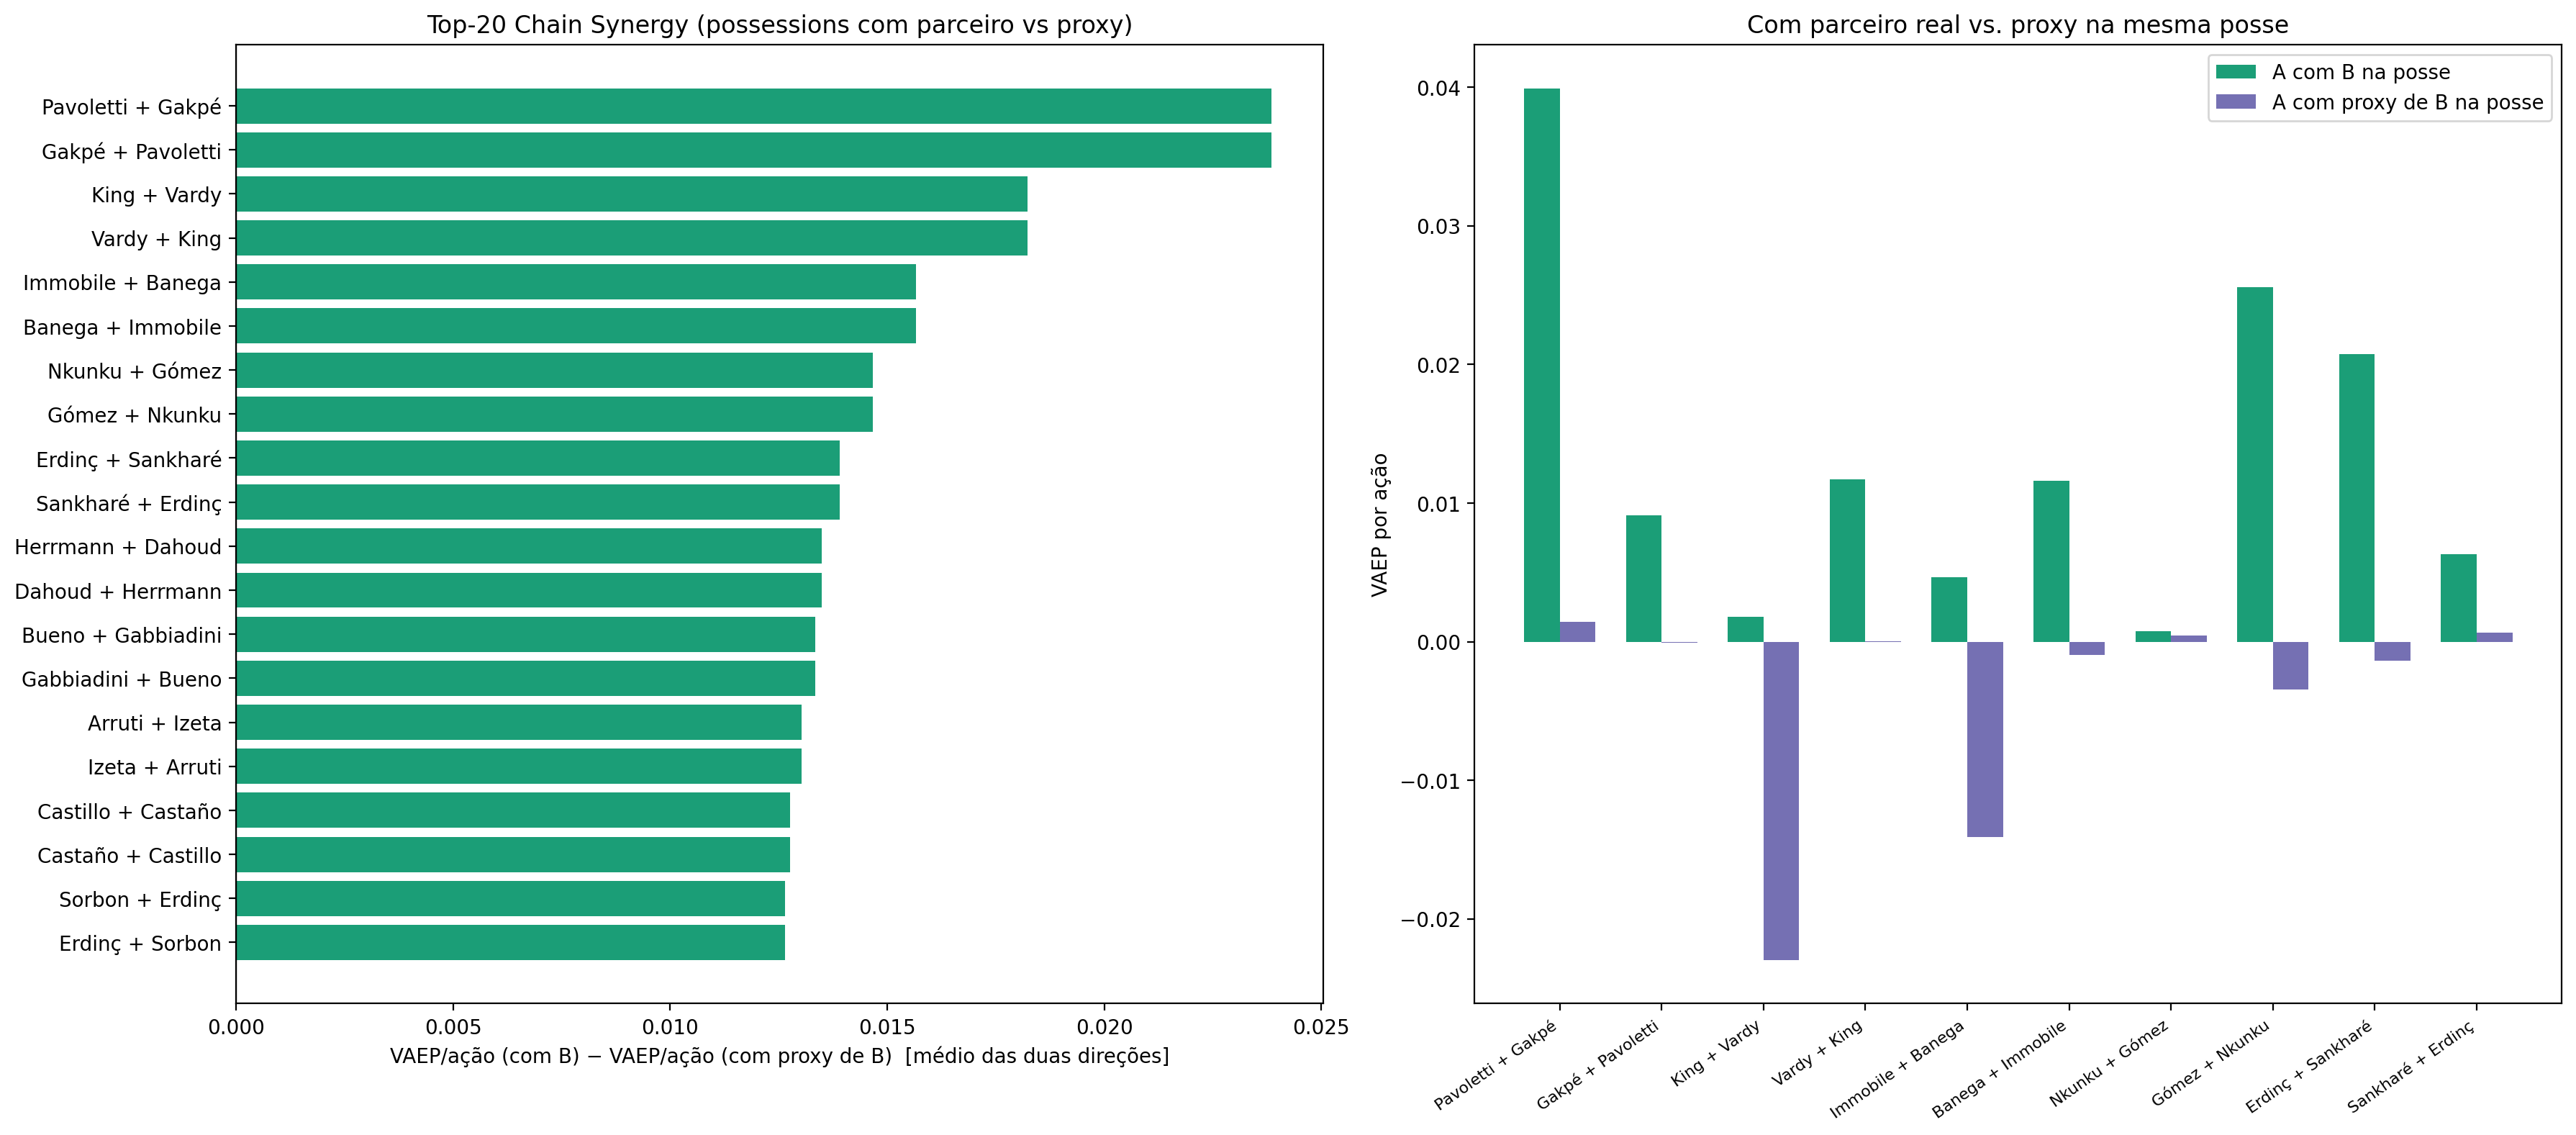 Top-20 Chain Synergy (possessions com parceiro vs proxy)
Pavoletti + Gakpé
Gakpé + Pavoletti
King + Vardy
Vardy + King
Immobile + Banega
Banega + Immobile
Nkunku + Gómez
Gómez + Nkunku
Erdinç + Sankharé
Sankharé + Erdinç
Herrmann + Dahoud
Dahoud + Herrmann
Bueno + Gabbiadini
Gabbiadini + Bueno
Arruti + Izeta
Izeta + Arruti
Castillo + Castaño
Castaño + Castillo
Sorbon + Erdinç
Erdinç + Sorbon
0.000 0.005 0.010 0.015 0.020 0.025
VAEP/ação (com B) − VAEP/ação (com proxy de B)  [médio das duas direções]
Com parceiro real vs. proxy na mesma posse
A com B na posse
A com proxy de B na posse
VAEP por ação
0.04
0.03
0.02
0.01
0.00
−0.01
−0.02
Pavoletti + Gakpé
Gakpé + Pavoletti
King + Vardy
Vardy + King
Immobile + Banega
Banega + Immobile
Nkunku + Gómez
Gómez + Nkunku
Erdinç + Sankharé
Sankharé + Erdinç